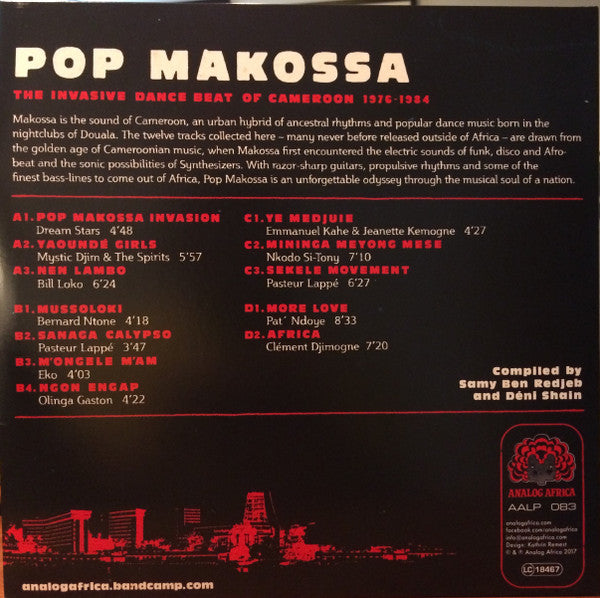 POP MAKOSSA
THE INVASIVE DANCE BEAT OF CAMEROON 1976-1984
Makossa is the sound of Cameroon, an urban hybrid of ancestral rhythms and popular dance music born in the
nightclubs of Douala. The twelve tracks collected here – many never before released outside of Africa – are drawn from
the golden age of Cameroonian music, when Makossa first encountered the electric sounds of funk, disco and Afro-
beat and the sonic possibilities of Synthesizers. With razor-sharp guitars, propulsive rhythms and some of the
finest bass-lines to come out of Africa, Pop Makossa is an unforgettable odyssey through the musical soul of a nation.
A1. POP MAKOSSA INVASION
Dream Stars 4’48
A2. YAOUNDÉ GIRLS
Mystic Djim & The Spirits 5’57
A3. NEN LAMBO
Bill Loko 6’24
B1. MUSSOLOKI
Bernard Ntone 4’18
B2. SANAGA CALYPSO
Pasteur Lappé 3’47
B3. M’ONGELE M’AM
Eko 4’03
B4. NGON ENGAP
Olinga Gaston 4’22
C1. YE MEDJUIE
Emmanuel Kahe & Jeanette Kemogne 4’27
C2. MININGA MEYONG MESE
Nkodo Si-Tony 7’10
C3. SEKELE MOVEMENT
Pasteur Lappé 6’27
D1. MORE LOVE
Pat’ Ndoye 8’33
D2. AFRICA
Clément Djimogne 7’20
Compiled by
Samy Ben Redjeb
and Déni Shain
ANALOG AFRICA
AALP 083
analogafrica.com
facebook.com/analogafrica
info@analogafrica.com
Design: Kathrin Remest
© & ℗ Analog Africa 2017
LC 18467
analogafrica.bandcamp.com